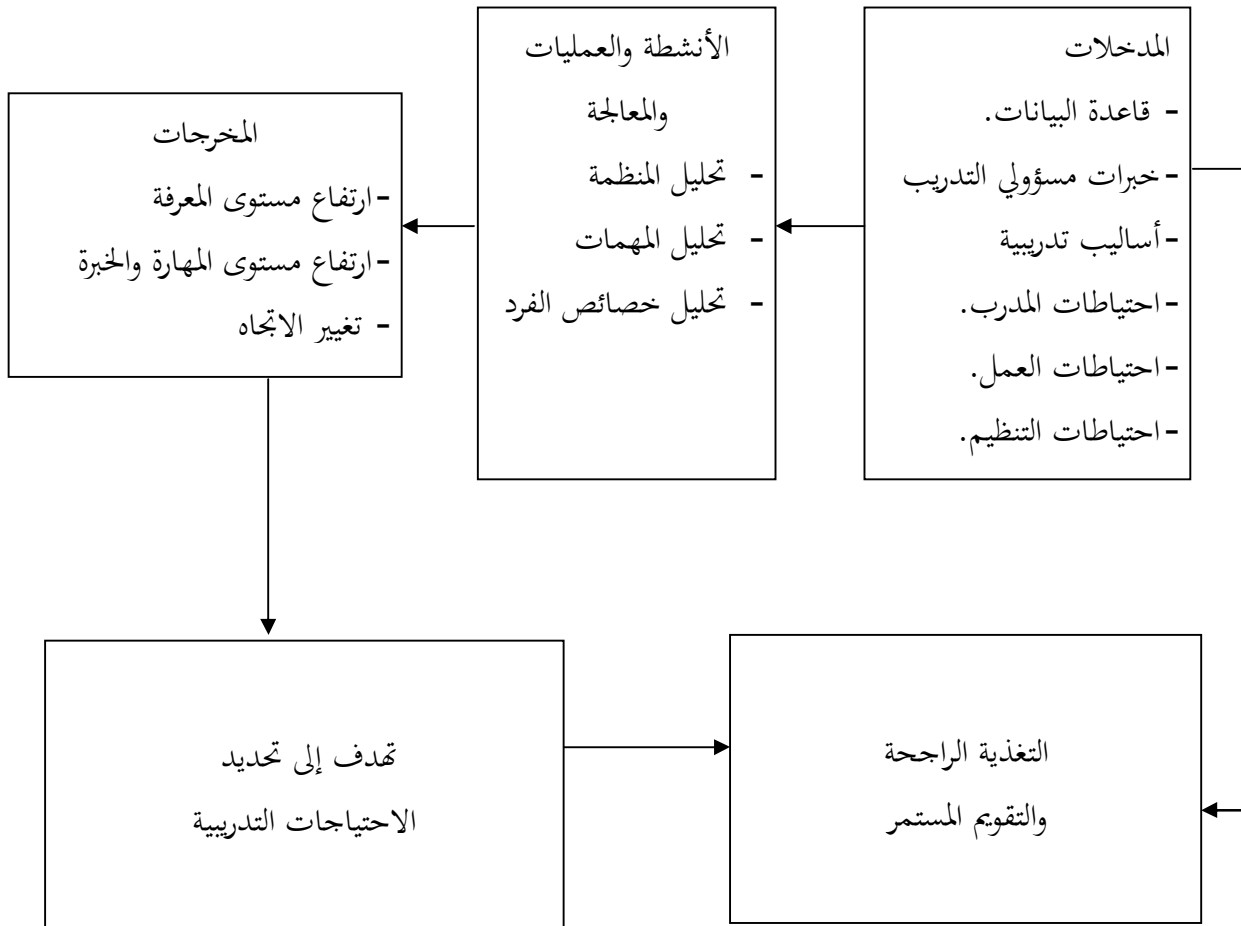 المدخلات
- قاعدة البيانات.
- خبرات مسؤولي التدريب
- أساليب تدريبية
- احتياطات المدرب.
- احتياطات العمل.
- احتياطات التنظيم.
الأنشطة والعمليات
والمعالجة
- تحليل المنظمة
- تحليل المهمات
- تحليل خصائص الفرد
المخرجات
- ارتفاع مستوى المعرفة
- ارتفاع مستوى المهارة والخبرة
- تغيير الاتجاه
تهدف إلى تحديد
الاحتياجات التدريبية
التغذية الراجحة
والتقويم المستمر